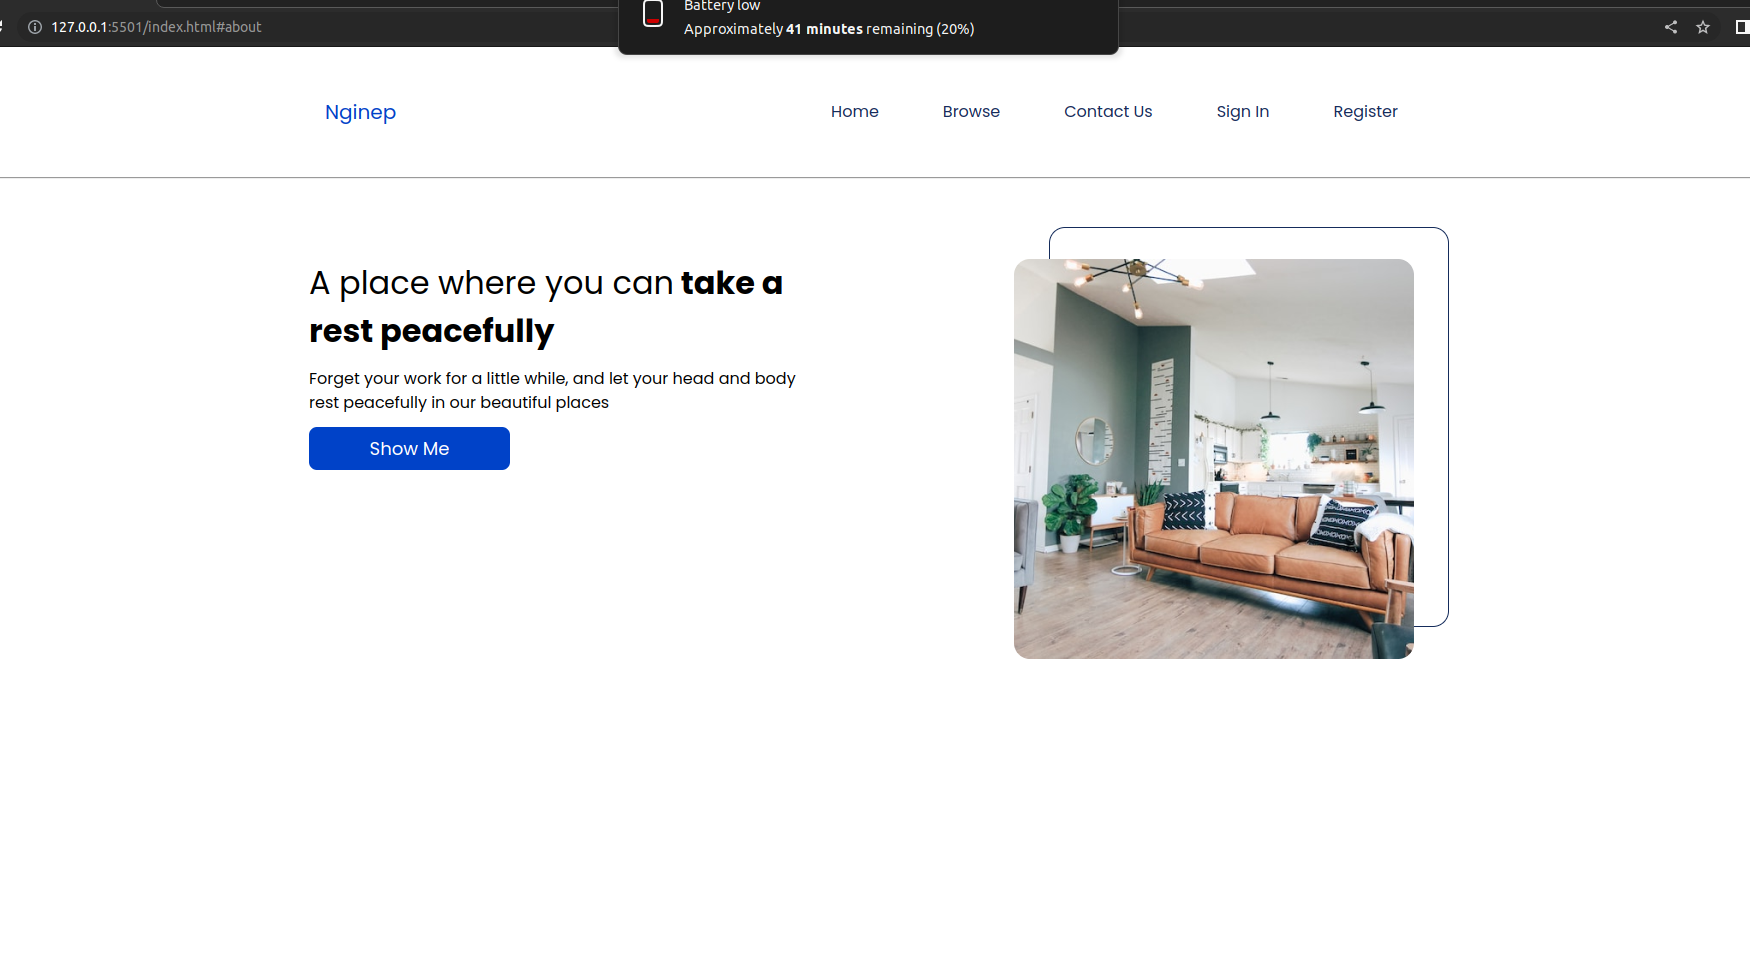 Battery low
127.0.0.1:5501/index.html#about
Approximately 41 minutes remaining (20%)
Nginep
Home
Browse
Contact Us
Sign In
Register
A place where you can take a
rest peacefully
Forget your work for a little while, and let your head and body
rest peacefully in our beautiful places
Show Me